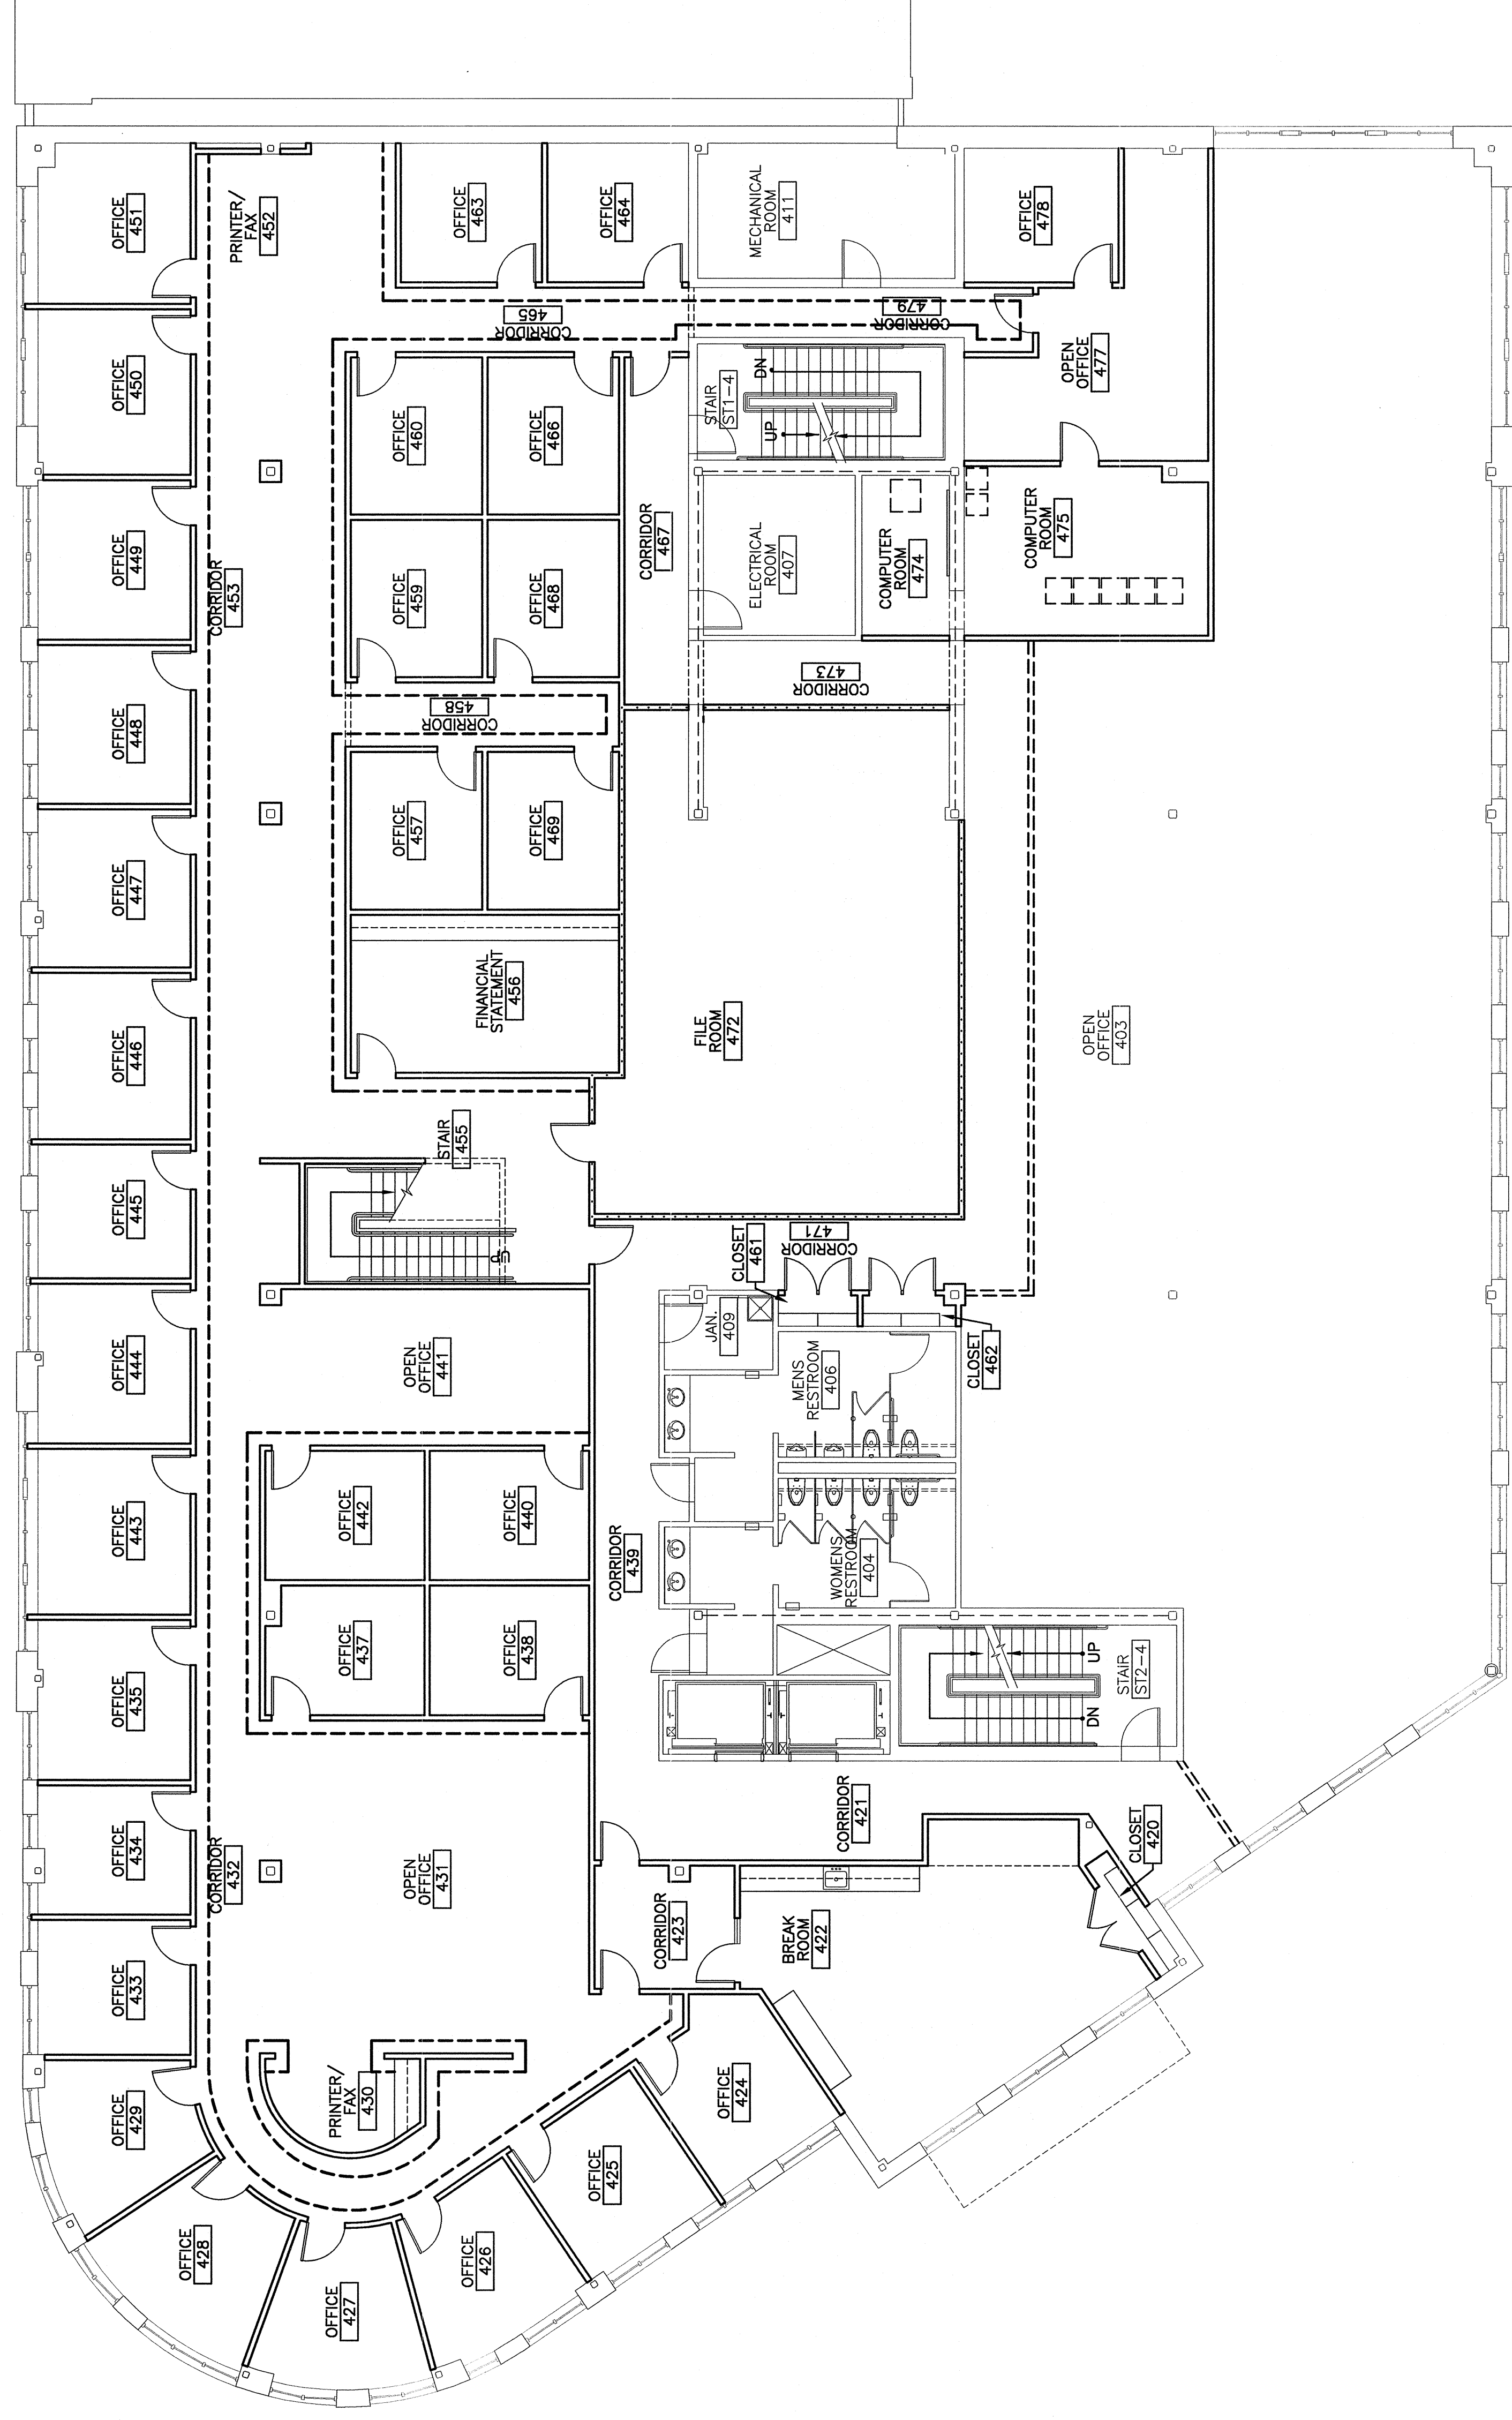 OFFICE
451
PRINTER/
FAX
452
OFFICE
463
OFFICE
464
MECHANICAL
ROOM
411
OFFICE
478
CORRIDOR
465
CORRIDOR
479
OFFICE
450
OPEN
OFFICE
477
STAIR
ST1-4
DN
UP
OFFICE
460
OFFICE
466
OFFICE
449
CORRIDOR
453
OFFICE
459
OFFICE
468
CORRIDOR
467
ELECTRICAL
ROOM
407
COMPUTER
ROOM
474
COMPUTER
ROOM
475
CORRIDOR
473
CORRIDOR
458
OFFICE
448
OFFICE
447
OFFICE
457
OFFICE
469
FINANCIAL
STATEMENT
456
OFFICE
446
FILE
ROOM
472
OPEN
OFFICE
403
STAIR
455
OFFICE
445
UP
CLOSET
461
CORRIDOR
471
JAN.
409
OFFICE
444
OPEN
OFFICE
441
MENS
RESTROOM
406
CLOSET
462
OFFICE
443
OFFICE
442
OFFICE
440
CORRIDOR
439
WOMENS
RESTROOM
404
OFFICE
435
OFFICE
437
OFFICE
438
UP
STAIR
ST2-4
DN
OFFICE
434
CORRIDOR
432
OPEN
OFFICE
431
CORRIDOR
421
CLOSET
420
CORRIDOR
423
BREAK
ROOM
422
OFFICE
433
OFFICE
429
PRINTER/
FAX
430
OFFICE
424
OFFICE
425
OFFICE
428
OFFICE
426
OFFICE
427